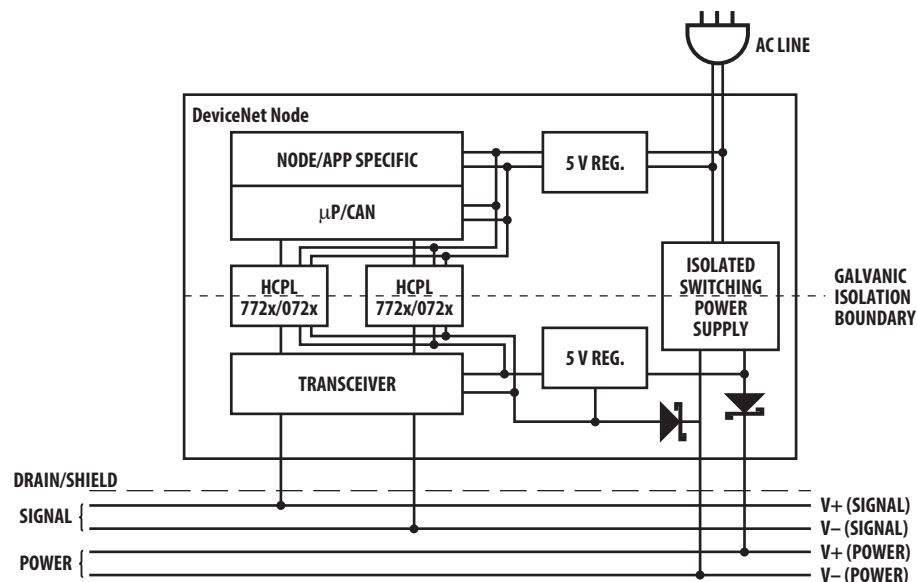 AC LINE
DeviceNet Node
NODE/APP SPECIFIC
5 V REG.
μP/CAN
HCPL
772x/072x
HCPL
772x/072x
ISOLATED
SWITCHING
POWER
SUPPLY
GALVANIC
ISOLATION
BOUNDARY
TRANSCEIVER
5 V REG.
DRAIN/SHIELD
SIGNAL
V+ (SIGNAL)
V– (SIGNAL)
POWER
V+ (POWER)
V– (POWER)